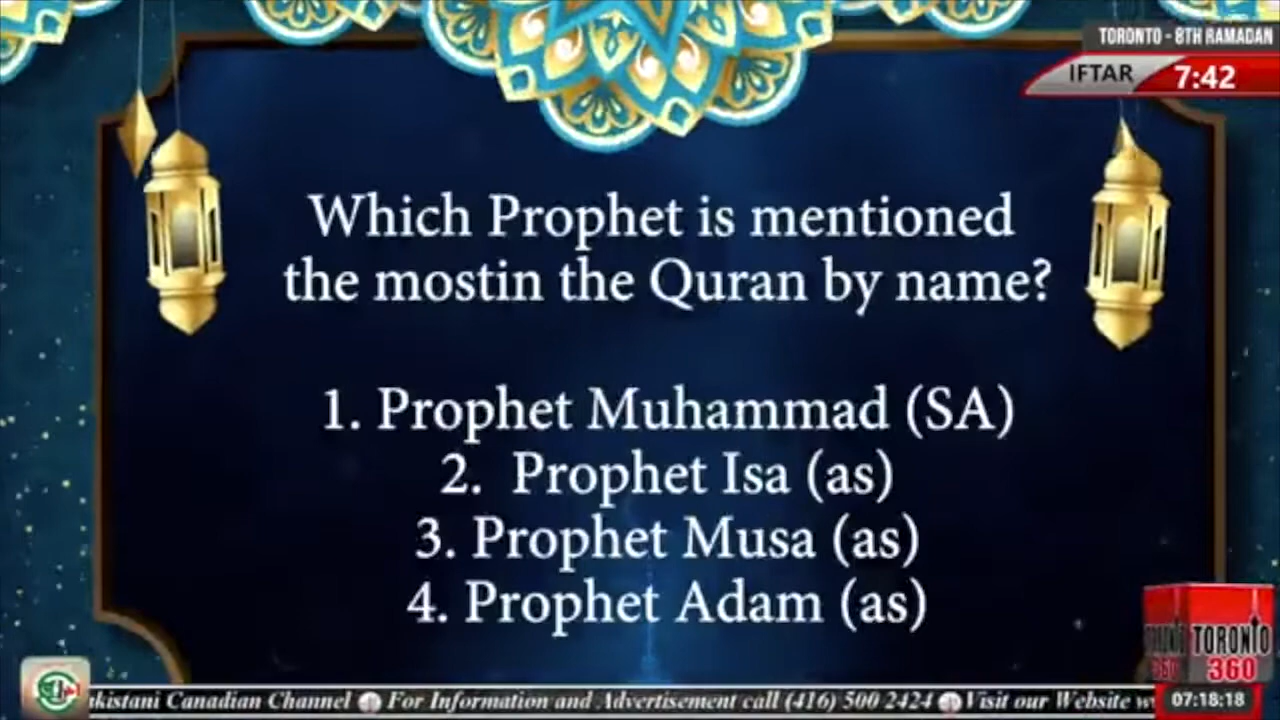 TORONTO - 8TH RAMADAN
IFTAR 7:42
Which Prophet is mentioned
the mostin the Quran by name?
1. Prophet Muhammad (SA)
2. Prophet Isa (as)
3. Prophet Musa (as)
4. Prophet Adam (as)
TORONTO
360
kistani Canadian Channel For Information and Advertisement call (416) 500 2424 Visit our Website w
07:18:18